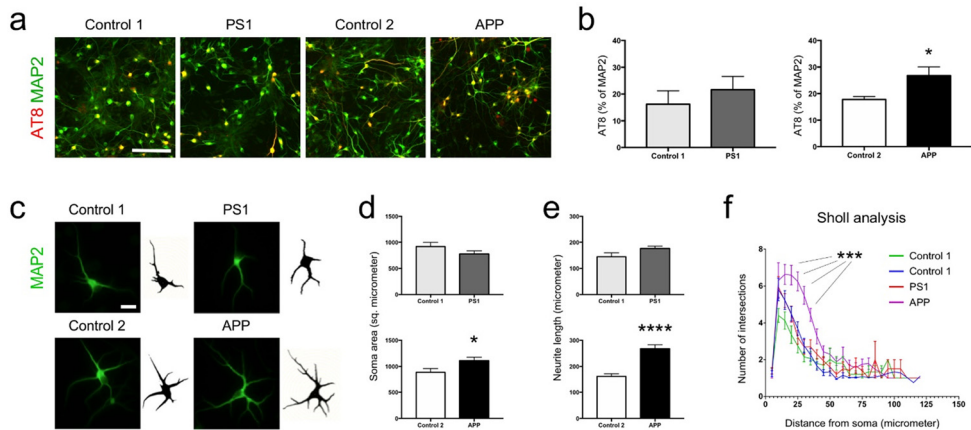 a
Control 1
PS1
Control 2
APP
AT8 MAP2
b
AT8 (% of MAP2)
40
30
20
10
0
Control 1
PS1
AT8 (% of MAP2)
40
30
20
10
0
*
Control 2
APP
c
Control 1
PS1
MAP2
Control 2
APP
d
Soma area (sq. micrometer)
1500
1000
500
0
Control 1
PS1
1500
1000
500
0
*
Control 2
APP
e
Neurite length (micrometer)
300
200
100
0
Control 1
PS1
300
200
100
0
****
Control 2
APP
f
Sholl analysis
Number of intersections
8
6
4
2
0
***
Control 1
Control 1
PS1
APP
0
25
50
75
100
125
150
Distance from soma (micrometer)